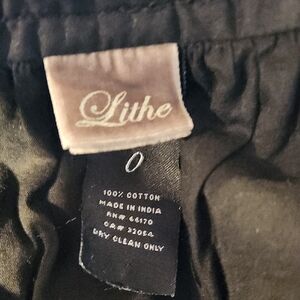 Lithe
0
100% COTTON
MADE IN INDIA
RN# 66170
CA# 32054
DRY CLEAN ONLY